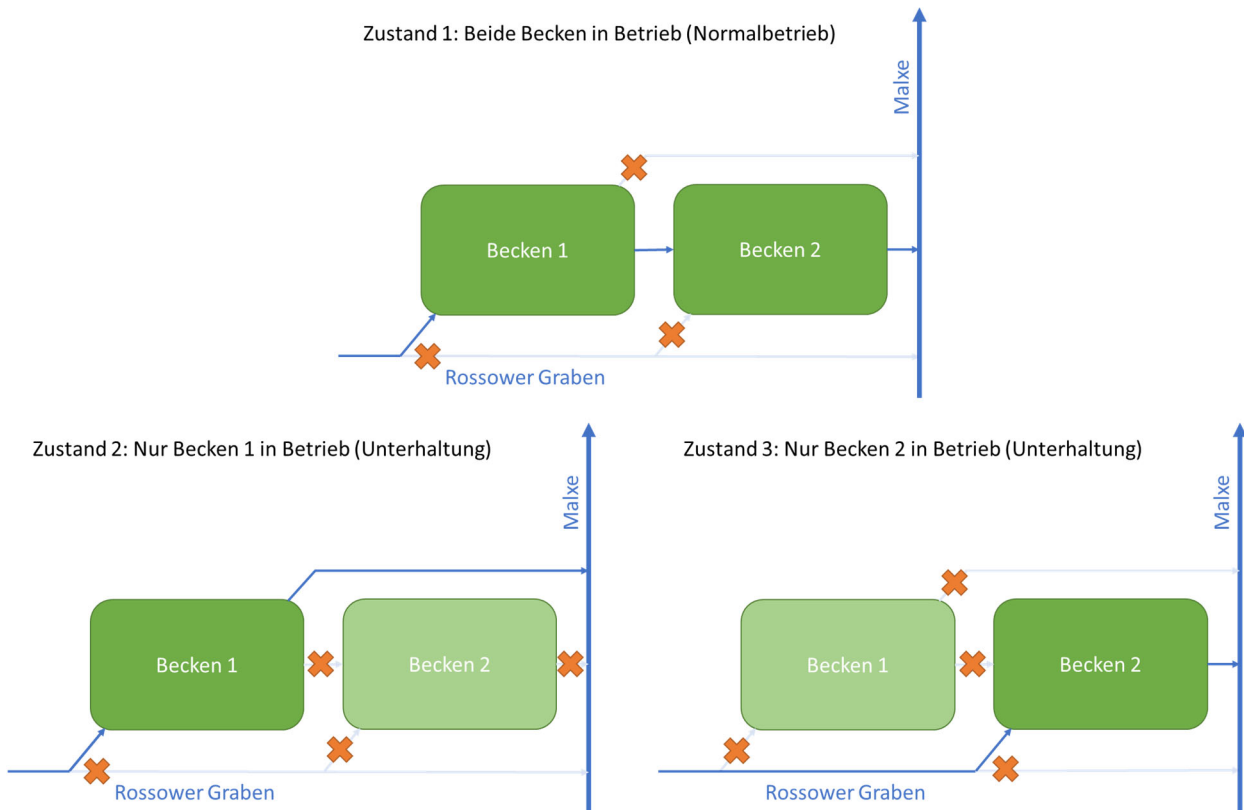 Zustand 1: Beide Becken in Betrieb (Normalbetrieb)
Malxe
Becken 1
Becken 2
Rossower Graben
Zustand 2: Nur Becken 1 in Betrieb (Unterhaltung)
Malxe
Becken 1
Becken 2
Rossower Graben
Zustand 3: Nur Becken 2 in Betrieb (Unterhaltung)
Malxe
Becken 1
Becken 2
Rossower Graben